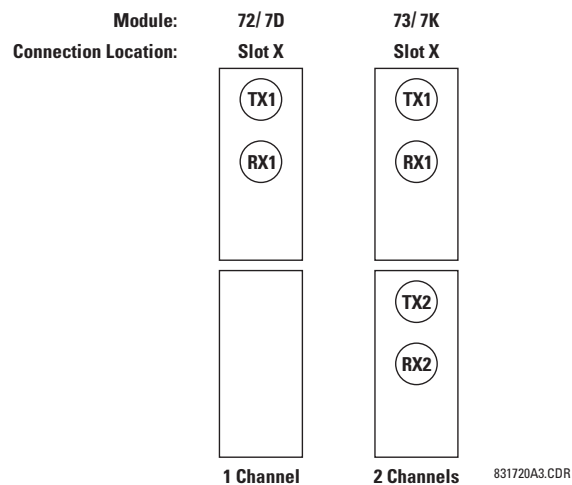 Module: 72/ 7D 73/ 7K
Connection Location: Slot X Slot X
TX1 TX1
RX1 RX1
TX2
RX2
1 Channel 2 Channels 831720A3.CDR